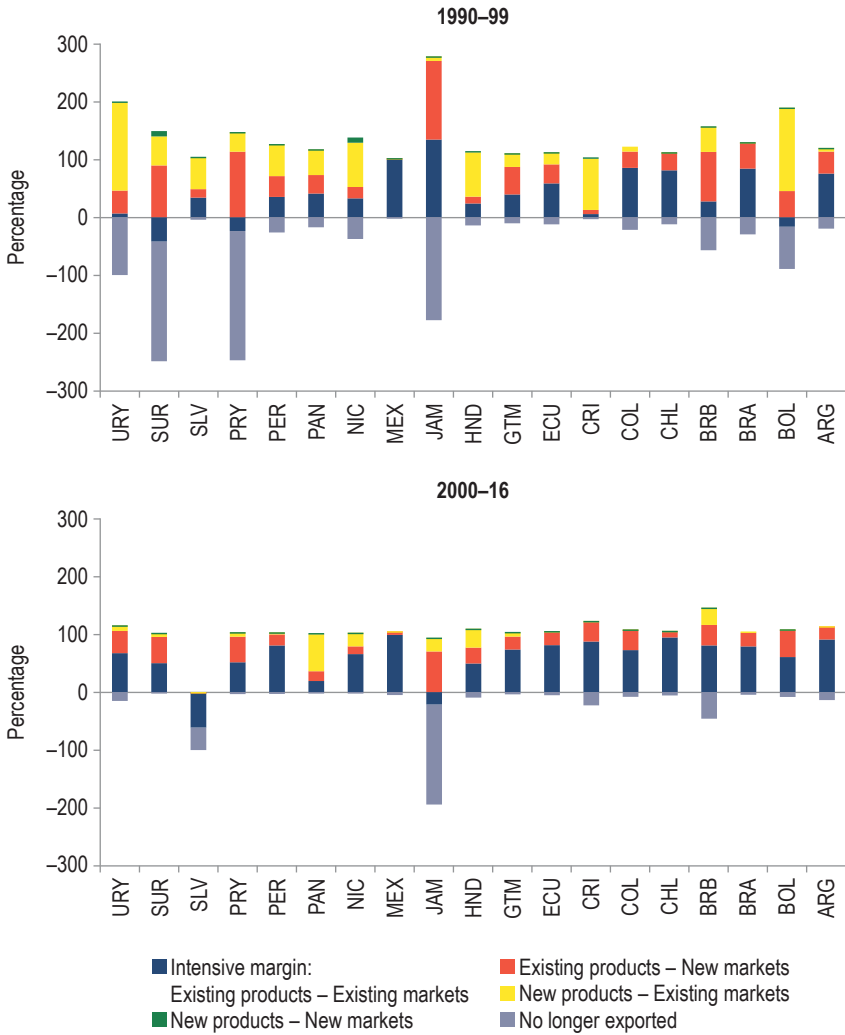 1990–99
Percentage
300
200
100
0
–100
–200
–300
URY SUR SLV PRY PER PAN NIC MEX JAM HND GTM ECU CRI COL CHL BRB BRA BOL ARG
2000–16
Percentage
300
200
100
0
–100
–200
–300
URY SUR SLV PRY PER PAN NIC MEX JAM HND GTM ECU CRI COL CHL BRB BRA BOL ARG
Intensive margin:
Existing products – Existing markets
New products – New markets
Existing products – New markets
New products – Existing markets
No longer exported